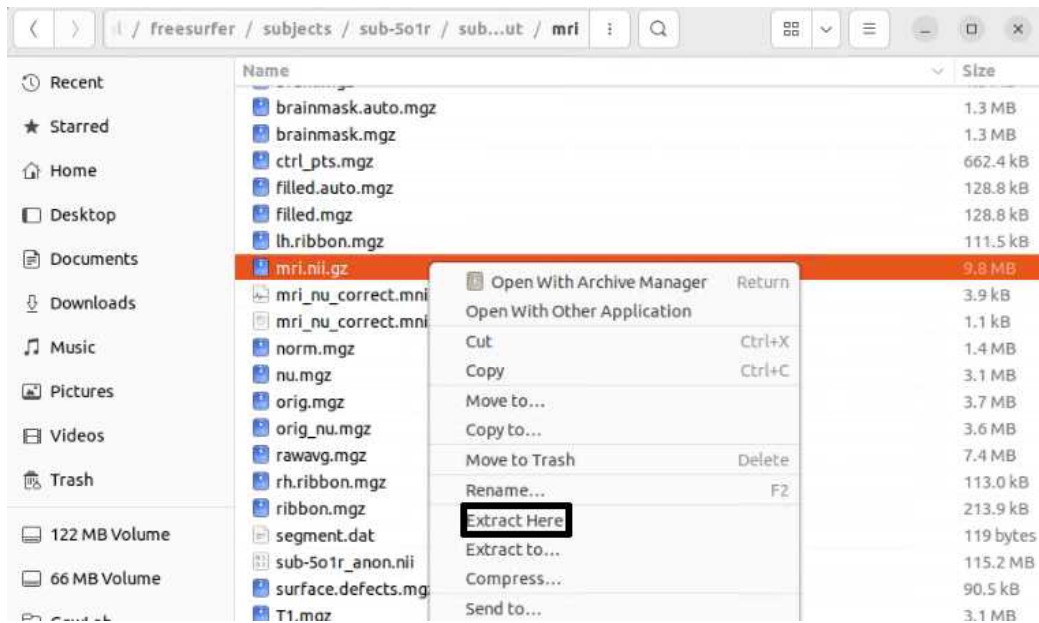 / freesurfer / subjects / sub-5o1r / sub...ut / mri
Name Size
Recent
Starred
Home
Desktop
Documents
Downloads
Music
Pictures
Videos
Trash
122 MB Volume
66 MB Volume
brainmask.auto.mgz 1.3 MB
brainmask.mgz 1.3 MB
ctrl_pts.mgz 662.4 kB
filled.auto.mgz 128.8 kB
filled.mgz 128.8 kB
lh.ribbon.mgz 111.5 kB
mri.nii.gz 9.8 MB
mri_nu_correct.mni 3.9 kB
mri_nu_correct.mni 1.1 kB
norm.mgz 1.4 MB
nu.mgz 3.1 MB
orig.mgz 3.7 MB
orig_nu.mgz 3.6 MB
rawavg.mgz 7.4 MB
rh.ribbon.mgz 113.0 kB
ribbon.mgz 213.9 kB
segment.dat 119 bytes
sub-5o1r_anon.nii 115.2 MB
surface.defects.mg 90.5 kB
T1.mgz 3.1 MB
Open With Archive Manager Return
Open With Other Application
Cut Ctrl+X
Copy Ctrl+C
Move to...
Copy to...
Move to Trash Delete
Rename... F2
Extract Here
Extract to...
Compress...
Send to...